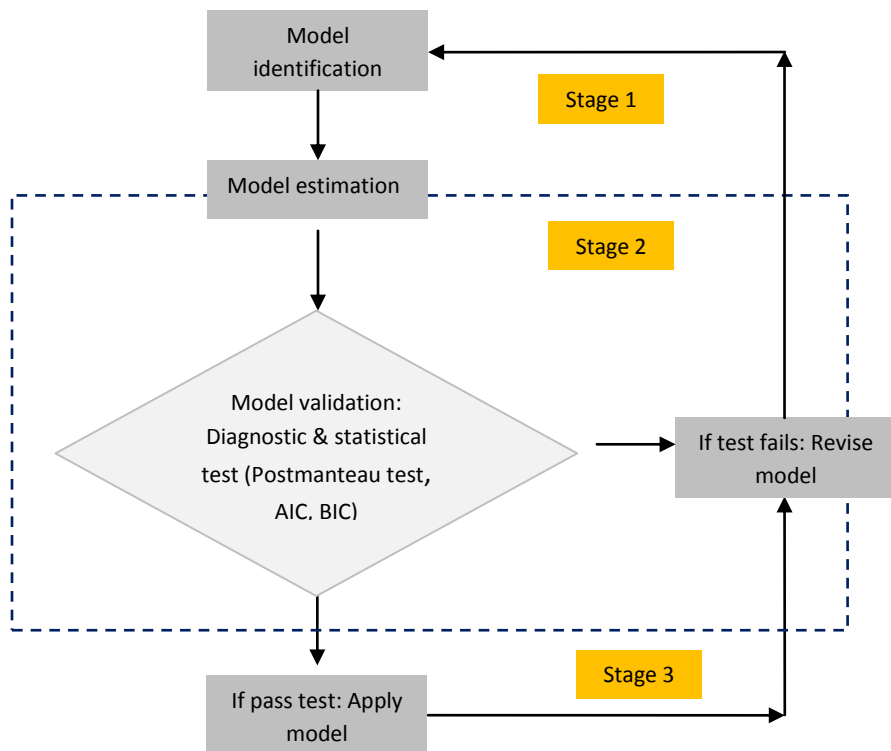 Model
identification
Stage 1
Model estimation
Stage 2
Model validation:
Diagnostic & statistical
test (Postmanteau test,
AIC, BIC)
If test fails: Revise
model
Stage 3
If pass test: Apply
model